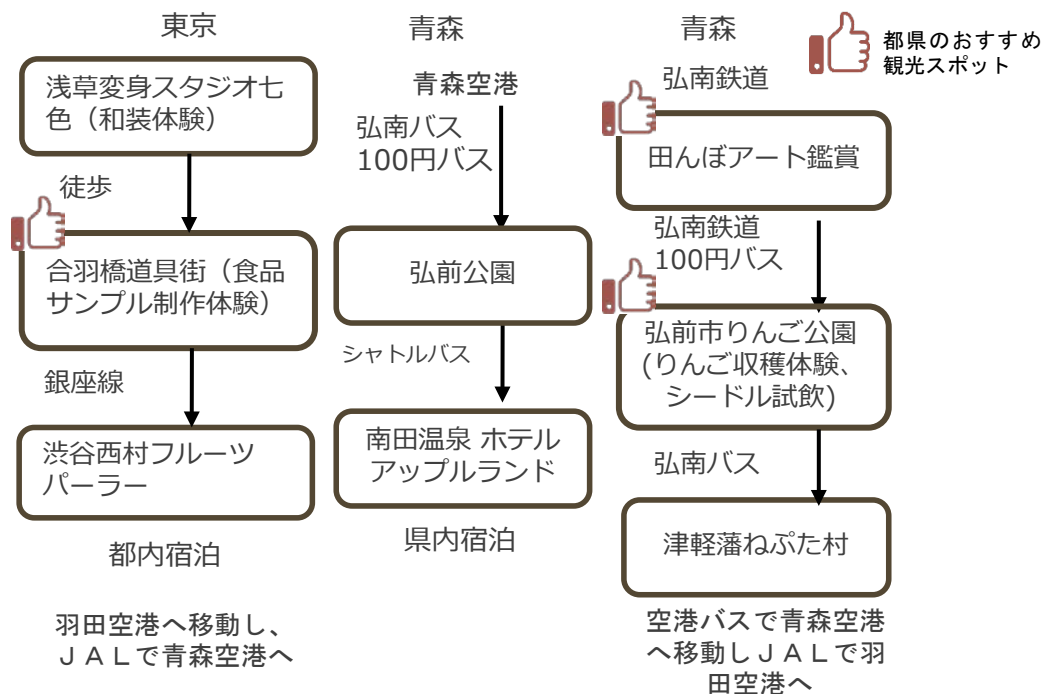 東京
浅草変身スタジオ七
色（和装体験）
徒歩
合羽橋道具街（食品
サンプル制作体験）
銀座線
渋谷西村フルーツ
パーラー
都内宿泊
羽田空港へ移動し、
ＪＡＬで青森空港へ
青森
青森空港
弘南バス
100円バス
弘前公園
シャトルバス
南田温泉 ホテル
アップルランド
県内宿泊
青森
弘南鉄道
田んぼアート鑑賞
弘南鉄道
100円バス
弘前市りんご公園
(りんご収穫体験、
シードル試飲)
弘南バス
津軽藩ねぷた村
空港バスで青森空港
へ移動しＪＡＬで羽
田空港へ
都県のおすすめ
観光スポット